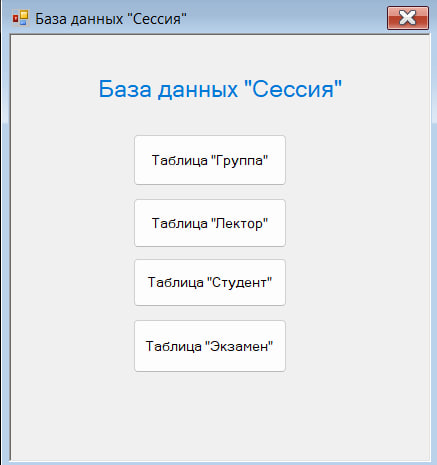 База данных "Сессия"
База данных "Сессия"
Таблица "Группа"
Таблица "Лектор"
Таблица "Студент"
Таблица "Экзамен"